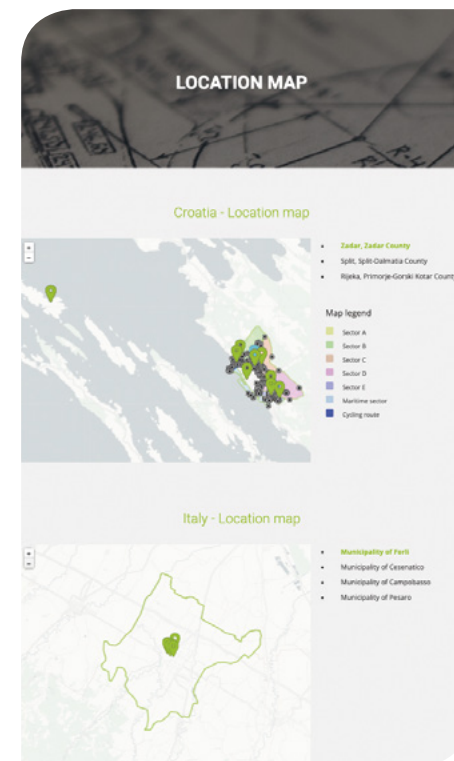 LOCATION MAP
Croatia - Location map
+
-
Zadar, Zadar County
Split, Split-Dalmatia County
Rijeka, Primorje-Gorski Kotar County
Map legend
Sector A
Sector B
Sector C
Sector D
Sector E
Maritime sector
Cycling route
Italy - Location map
+
-
Municipality of Forlì
Municipality of Cesenatico
Municipality of Campobasso
Municipality of Pesaro